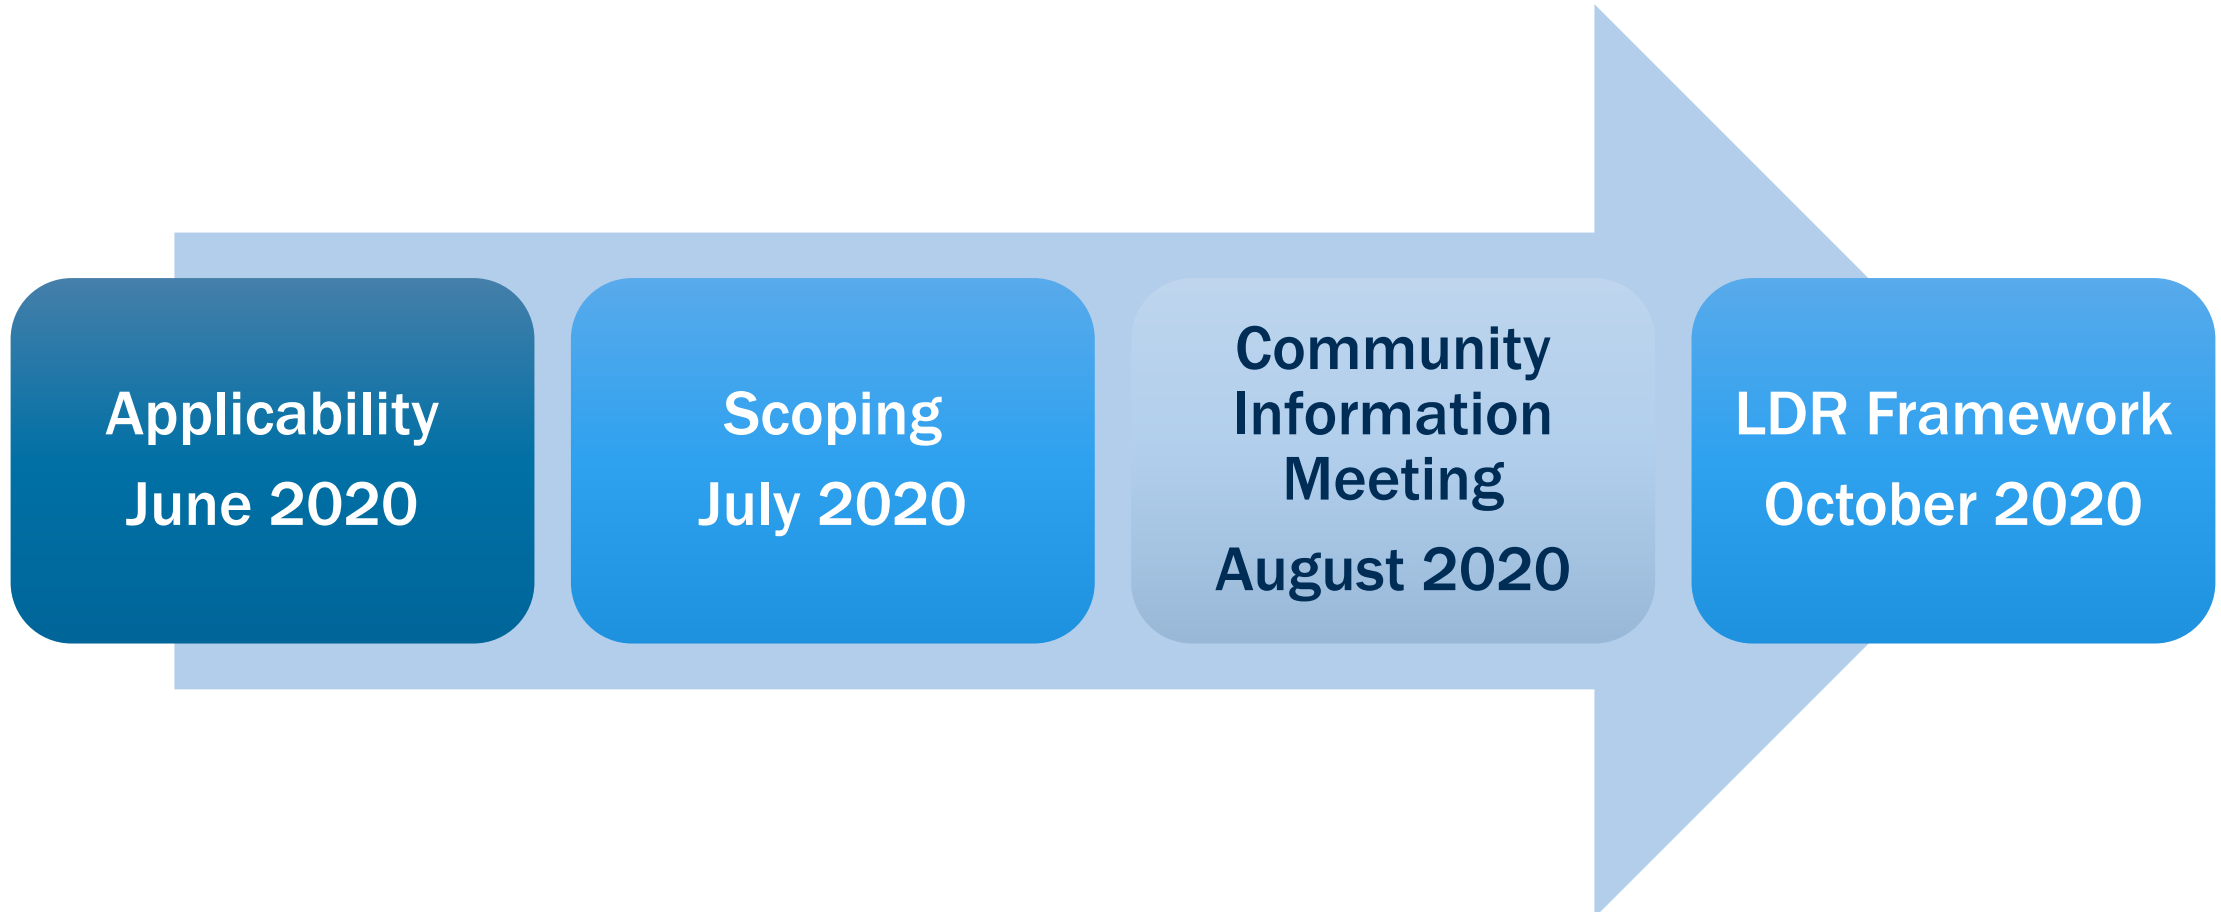 Applicability
June 2020
Scoping
July 2020
Community
Information
Meeting
August 2020
LDR Framework
October 2020